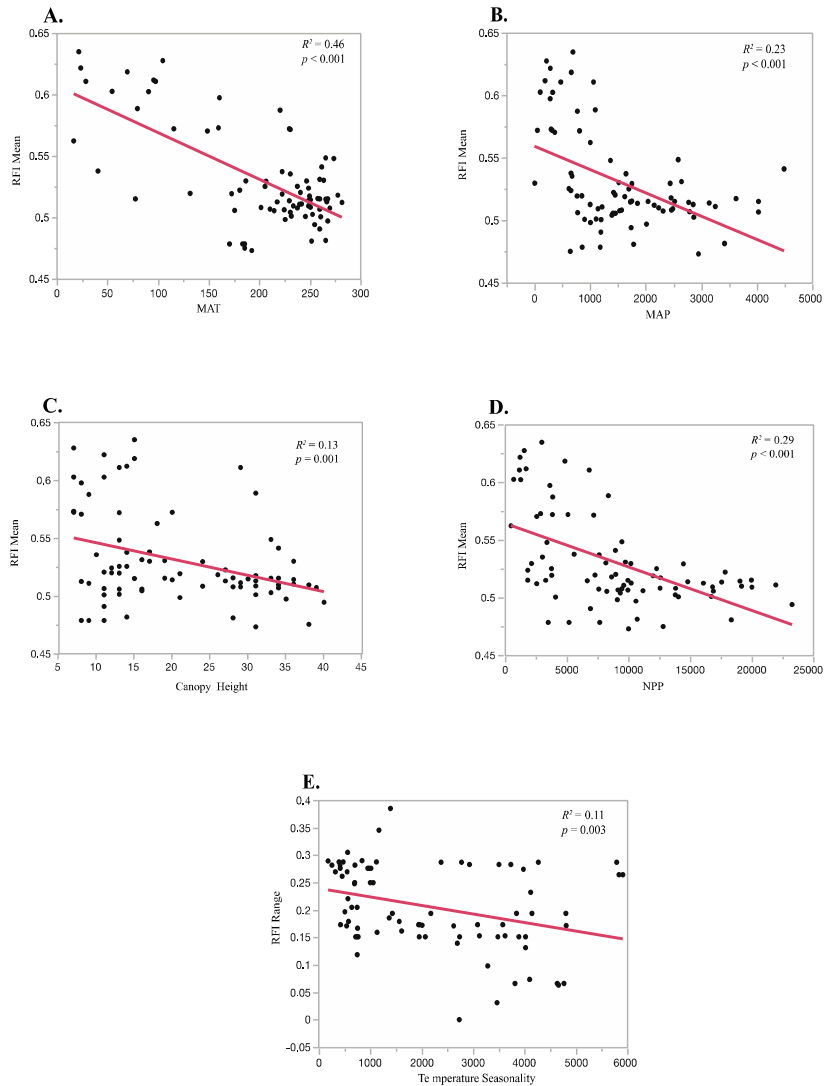 A.
R² = 0.46
p < 0.001
0.65
0.6
0.55
0.5
0.45
RFI Mean
0 50 100 150 200 250 300
MAT
B.
R² = 0.23
p < 0.001
0.65
0.6
0.55
0.5
0.45
RFI Mean
0 1000 2000 3000 4000 5000
MAP
C.
R² = 0.13
p = 0.001
0.65
0.6
0.55
0.5
0.45
RFI Mean
5 10 15 20 25 30 35 40 45
Canopy Height
D.
R² = 0.29
p < 0.001
0.65
0.6
0.55
0.5
0.45
RFI Mean
0 5000 10000 15000 20000 25000
NPP
E.
R² = 0.11
p = 0.003
0.4
0.35
0.3
0.25
0.2
0.15
0.1
0.05
0
-0.05
RFI Range
0 1000 2000 3000 4000 5000 6000
Te mperature Seasonality